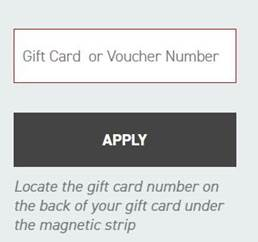 Gift Card or Voucher Number
APPLY
Locate the gift card number on
the back of your gift card under
the magnetic strip